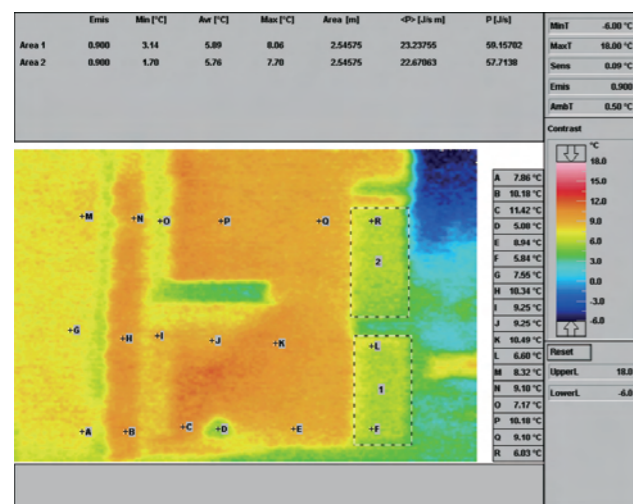 Emis Min [°C] Avr [°C] Max [°C] Area [m] <P> [J/s m] P [J/s]
Area 1 0.900 3.14 5.89 8.06 2.54575 23.23755 59.15702
Area 2 0.900 1.70 5.76 7.70 2.54575 22.67063 57.7138
MinT -6.00 °C
MaxT 18.00 °C
Sens 0.09 °C
Emis 0.900
AmbT 0.50 °C
Contrast
°C
18.0
15.0
12.0
9.0
6.0
3.0
0.0
-3.0
-6.0
Reset
UpperL 18.0
LowerL -6.0
A 7.86 °C
B 10.18 °C
C 11.42 °C
D 5.08 °C
E 8.94 °C
F 5.84 °C
G 7.55 °C
H 10.34 °C
I 9.25 °C
J 9.25 °C
K 10.49 °C
L 6.60 °C
M 8.32 °C
N 9.10 °C
O 7.17 °C
P 10.18 °C
Q 9.10 °C
R 6.03 °C
+M +N +O +P +Q +R
2
+G +H +I +J +K +L
1
+A +B +C +D +E +F